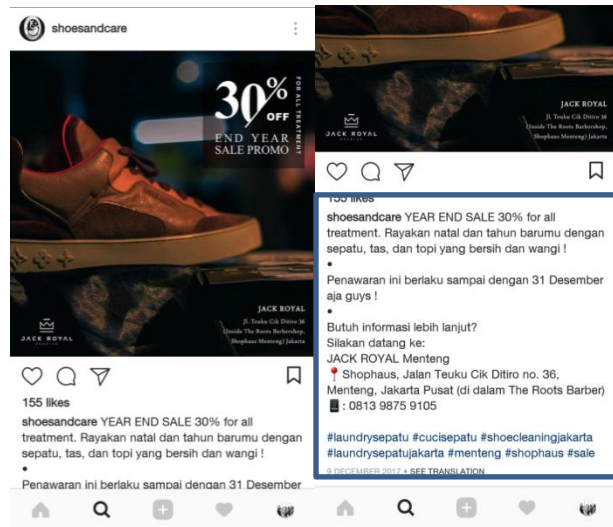 shoesandcare
30%
OFF
FOR ALL TREATMENT
END YEAR
SALE PROMO
JACK ROYAL
JACK ROYAL
Jl. Teuku Cik Ditiro 36
(Inside The Roots Barbershop,
Shophaus Menteng) Jakarta
155 likes
shoesandcare YEAR END SALE 30% for all
treatment. Rayakan natal dan tahun barumu dengan
sepatu, tas, dan topi yang bersih dan wangi !
•
Penawaran ini berlaku sampai dengan 31 Desember
JACK ROYAL
JACK ROYAL
Jl. Teuku Cik Ditiro 36
(Inside The Roots Barbershop,
Shophaus Menteng) Jakarta
155 likes
shoesandcare YEAR END SALE 30% for all
treatment. Rayakan natal dan tahun barumu dengan
sepatu, tas, dan topi yang bersih dan wangi !
•
Penawaran ini berlaku sampai dengan 31 Desember
aja guys !
•
Butuh informasi lebih lanjut?
Silakan datang ke:
JACK ROYAL Menteng
📍Shophaus, Jalan Teuku Cik Ditiro no. 36,
Menteng, Jakarta Pusat (di dalam The Roots Barber)
📱: 0813 9875 9105
#laundrysepatu #cucisepatu #shoecleaningjakarta
#laundrysepatujakarta #menteng #shophaus #sale
9 DECEMBER 2017 • SEE TRANSLATION